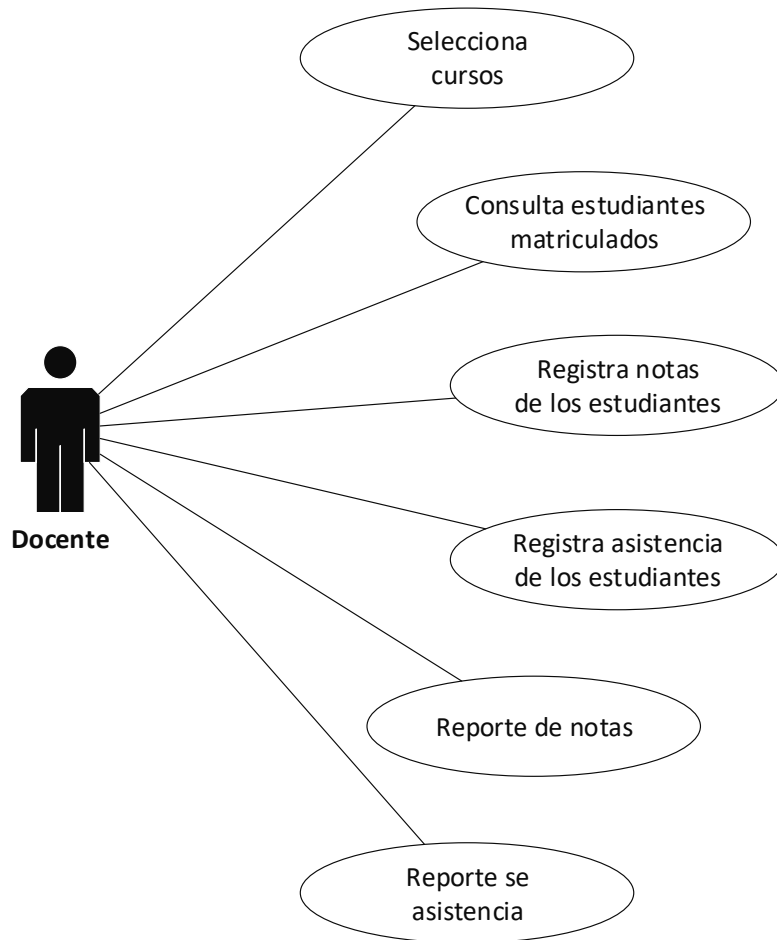 Selecciona
cursos
Consulta estudiantes
matriculados
Registra notas
de los estudiantes
Docente
Registra asistencia
de los estudiantes
Reporte de notas
Reporte se
asistencia